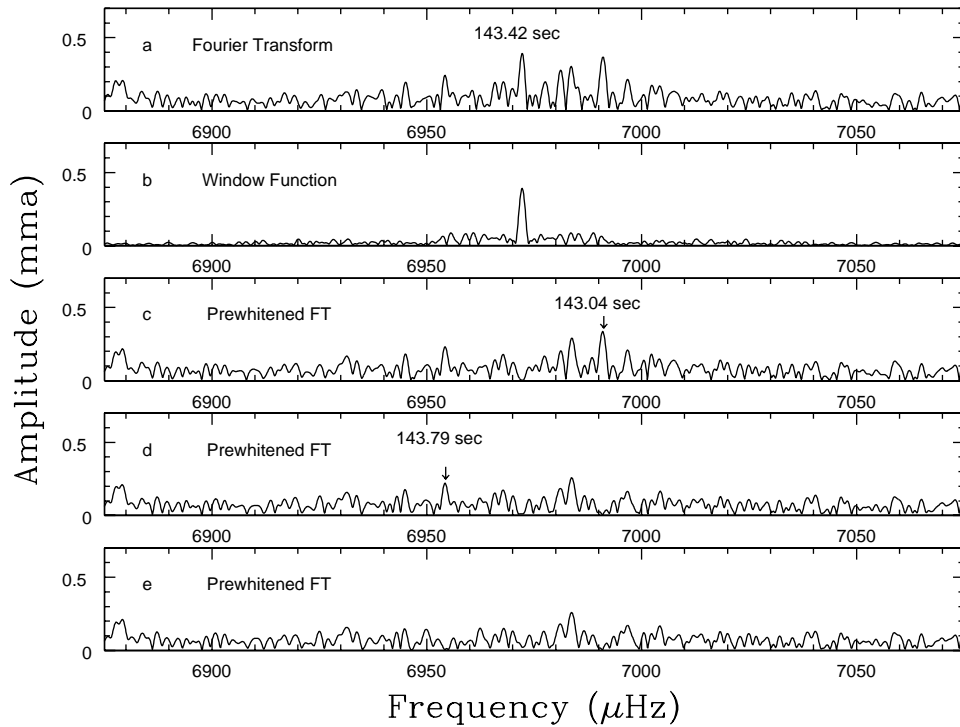 Amplitude (mma)
0.5
a Fourier Transform
143.42 sec
0
6900 6950 7000 7050
0.5
b Window Function
0
6900 6950 7000 7050
0.5
c Prewhitened FT
143.04 sec
0
6900 6950 7000 7050
0.5
d Prewhitened FT
143.79 sec
0
6900 6950 7000 7050
0.5
e Prewhitened FT
0
6900 6950 7000 7050
Frequency (μHz)